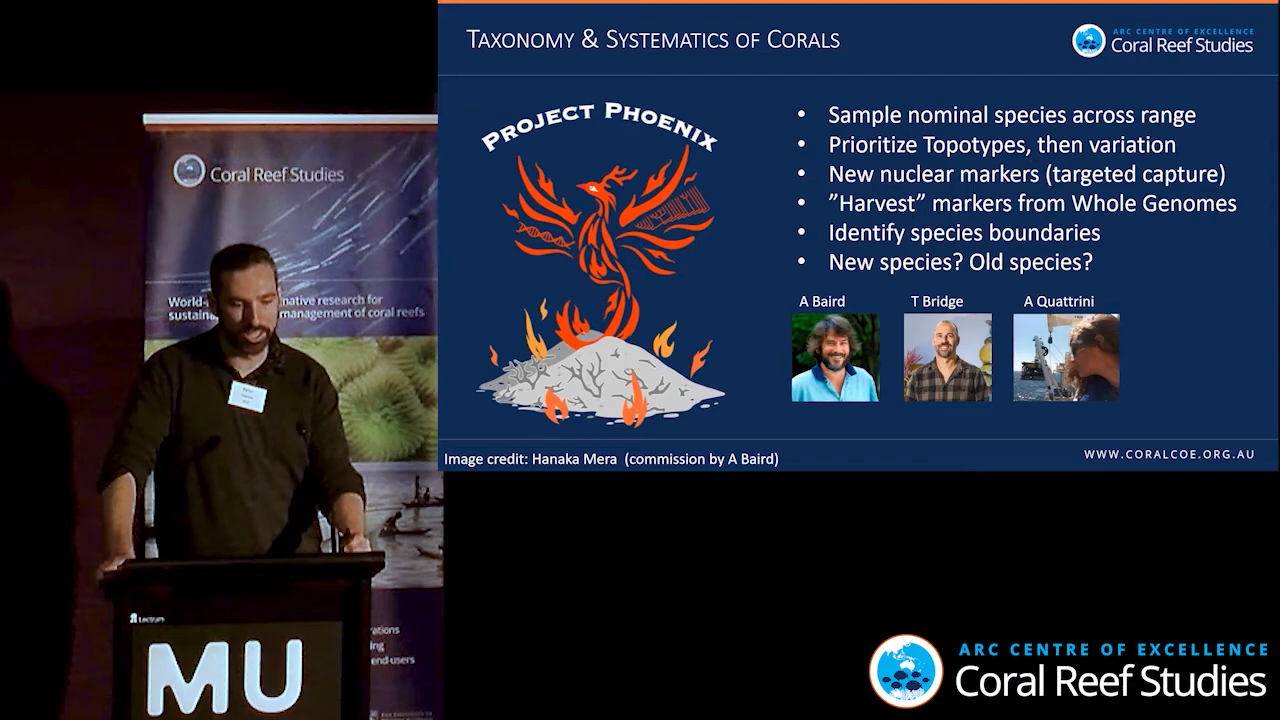 TAXONOMY & SYSTEMATICS OF CORALS
ARC CENTRE OF EXCELLENCE
Coral Reef Studies
PROJECT PHOENIX
• Sample nominal species across range
• Prioritize Topotypes, then variation
• New nuclear markers (targeted capture)
• ”Harvest” markers from Whole Genomes
• Identify species boundaries
• New species? Old species?
A Baird
T Bridge
A Quattrini
Image credit: Hanaka Mera (commission by A Baird)
WWW.CORALCOE.ORG.AU
Coral Reef Studies
native research for
management of coral reefs
Lectrum
MU
end-users
ARC CENTRE OF EXCELLENCE
Coral Reef Studies